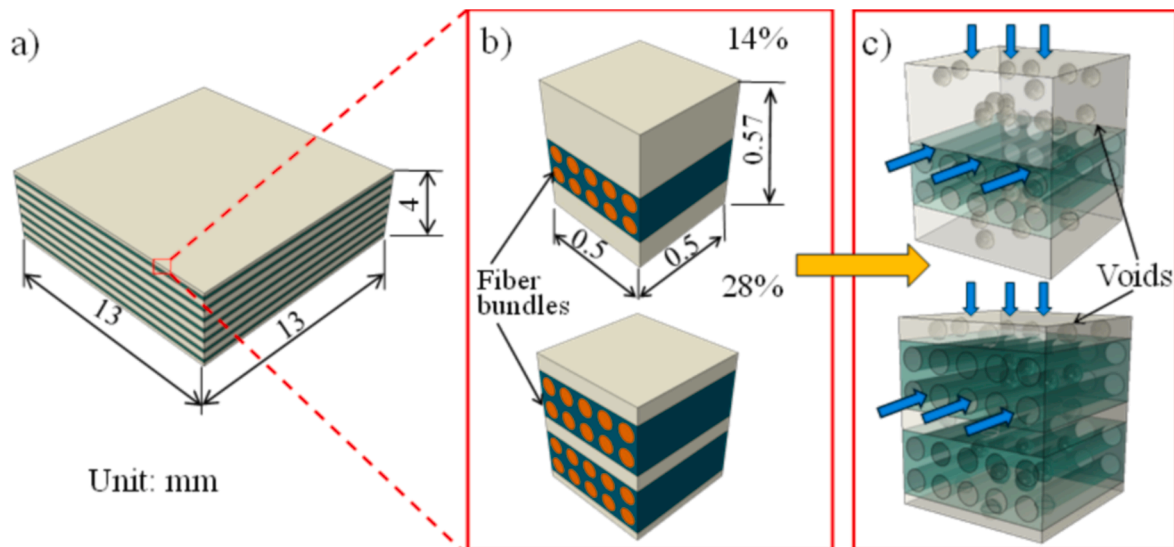 a)
4
13
13
Unit: mm
b)
14%
0.57
0.5
0.5
Fiber
bundles
28%
c)
Voids